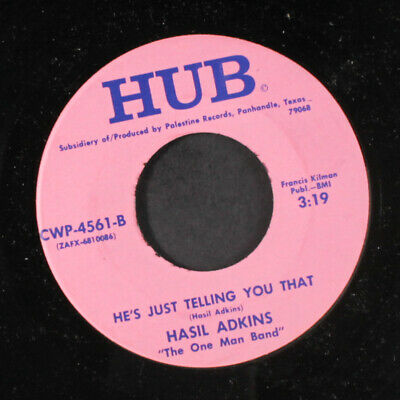 HUB ©
Subsidiary of/Produced by Palestine Records, Panhandle, Texas
79068
Francis Kilman
Publ.-BMI
3:19
CWP-4561-B
(ZAFX-6810086)
HE'S JUST TELLING YOU THAT
(Hasil Adkins)
HASIL ADKINS
"The One Man Band"